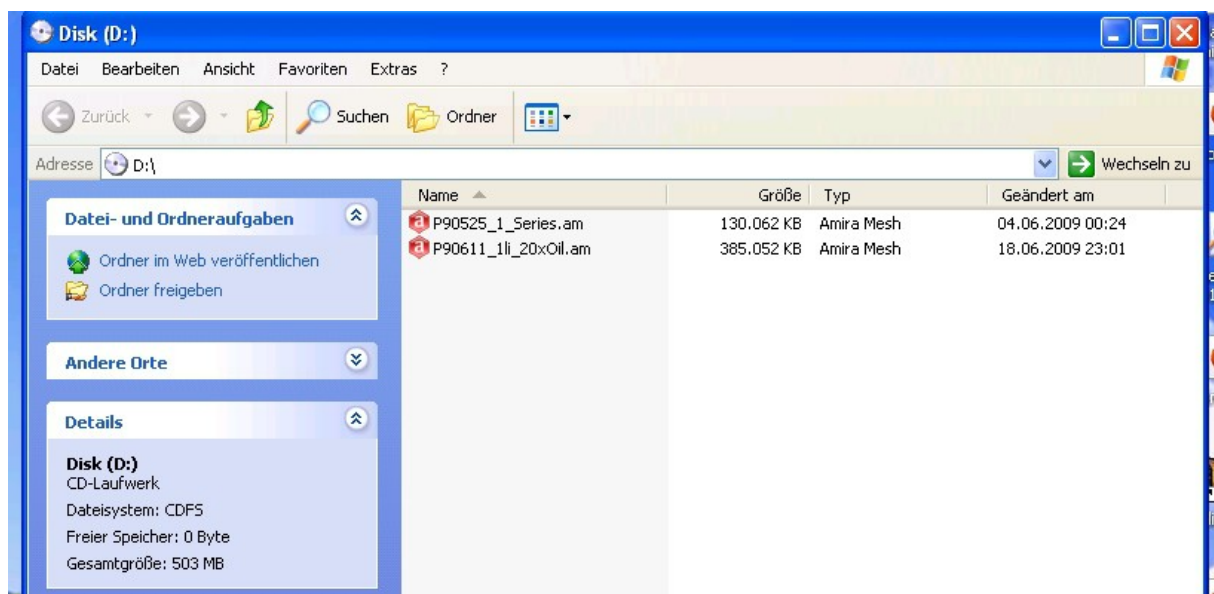 Disk (D:)
Datei Bearbeiten Ansicht Favoriten Extras ?
Zurück Suchen Ordner
Adresse D:\ Wechseln zu
Name Größe Typ Geändert am
P90525_1_Series.am 130.062 KB Amira Mesh 04.06.2009 00:24
P90611_1li_20xOil.am 385.052 KB Amira Mesh 18.06.2009 23:01
Datei- und Ordneraufgaben
Ordner im Web veröffentlichen
Ordner freigeben
Andere Orte
Details
Disk (D:)
CD-Laufwerk
Dateisystem: CDFS
Freier Speicher: 0 Byte
Gesamtgröße: 503 MB